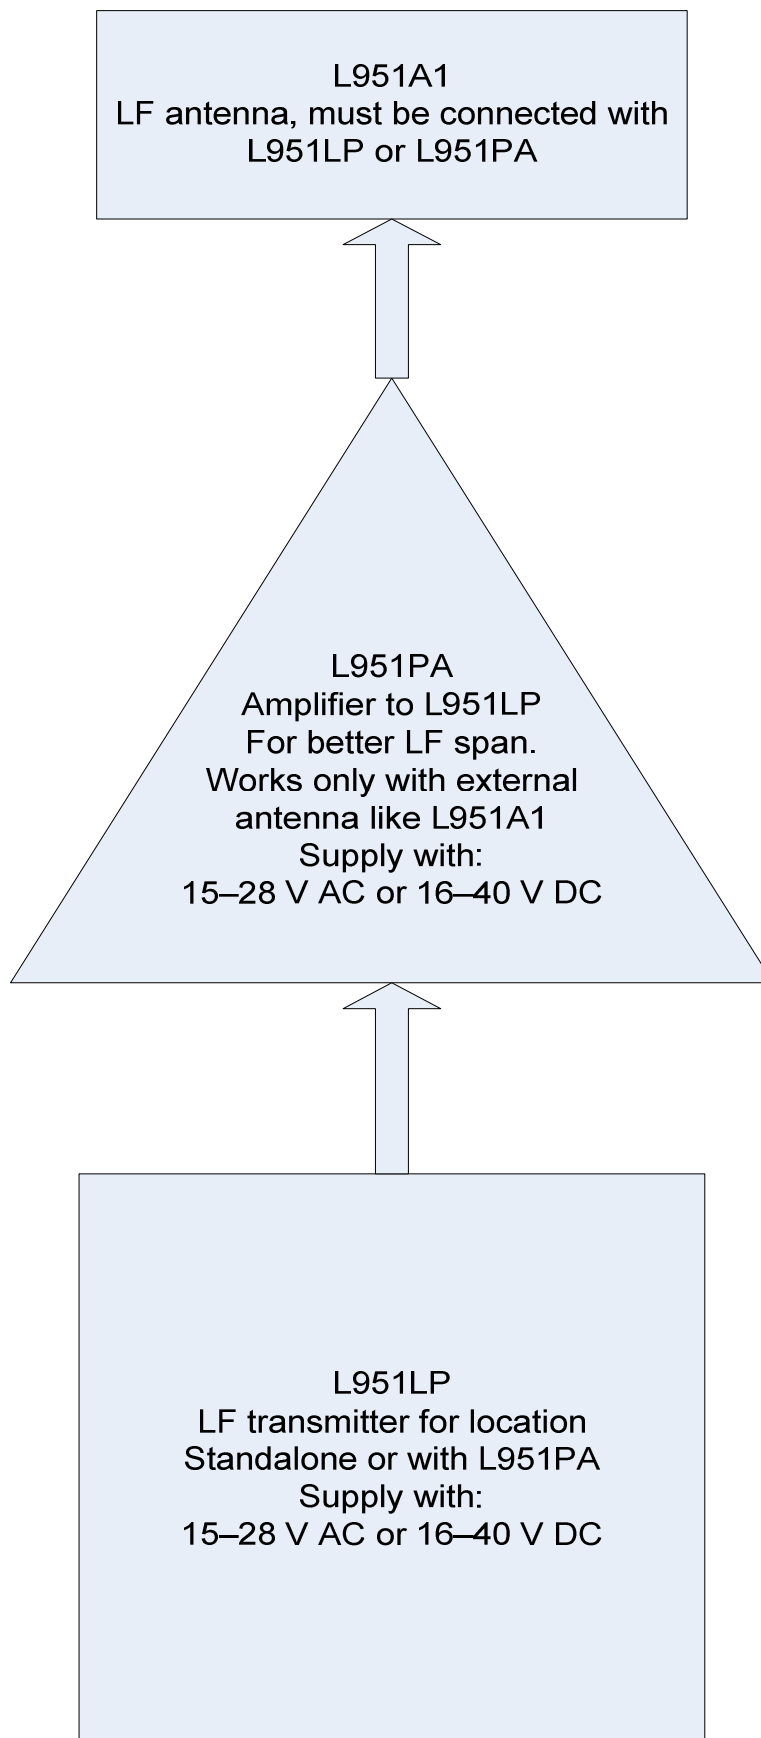 L951A1
LF antenna, must be connected with
L951LP or L951PA
L951PA
Amplifier to L951LP
For better LF span.
Works only with external
antenna like L951A1
Supply with:
15–28 V AC or 16–40 V DC
L951LP
LF transmitter for location
Standalone or with L951PA
Supply with:
15–28 V AC or 16–40 V DC